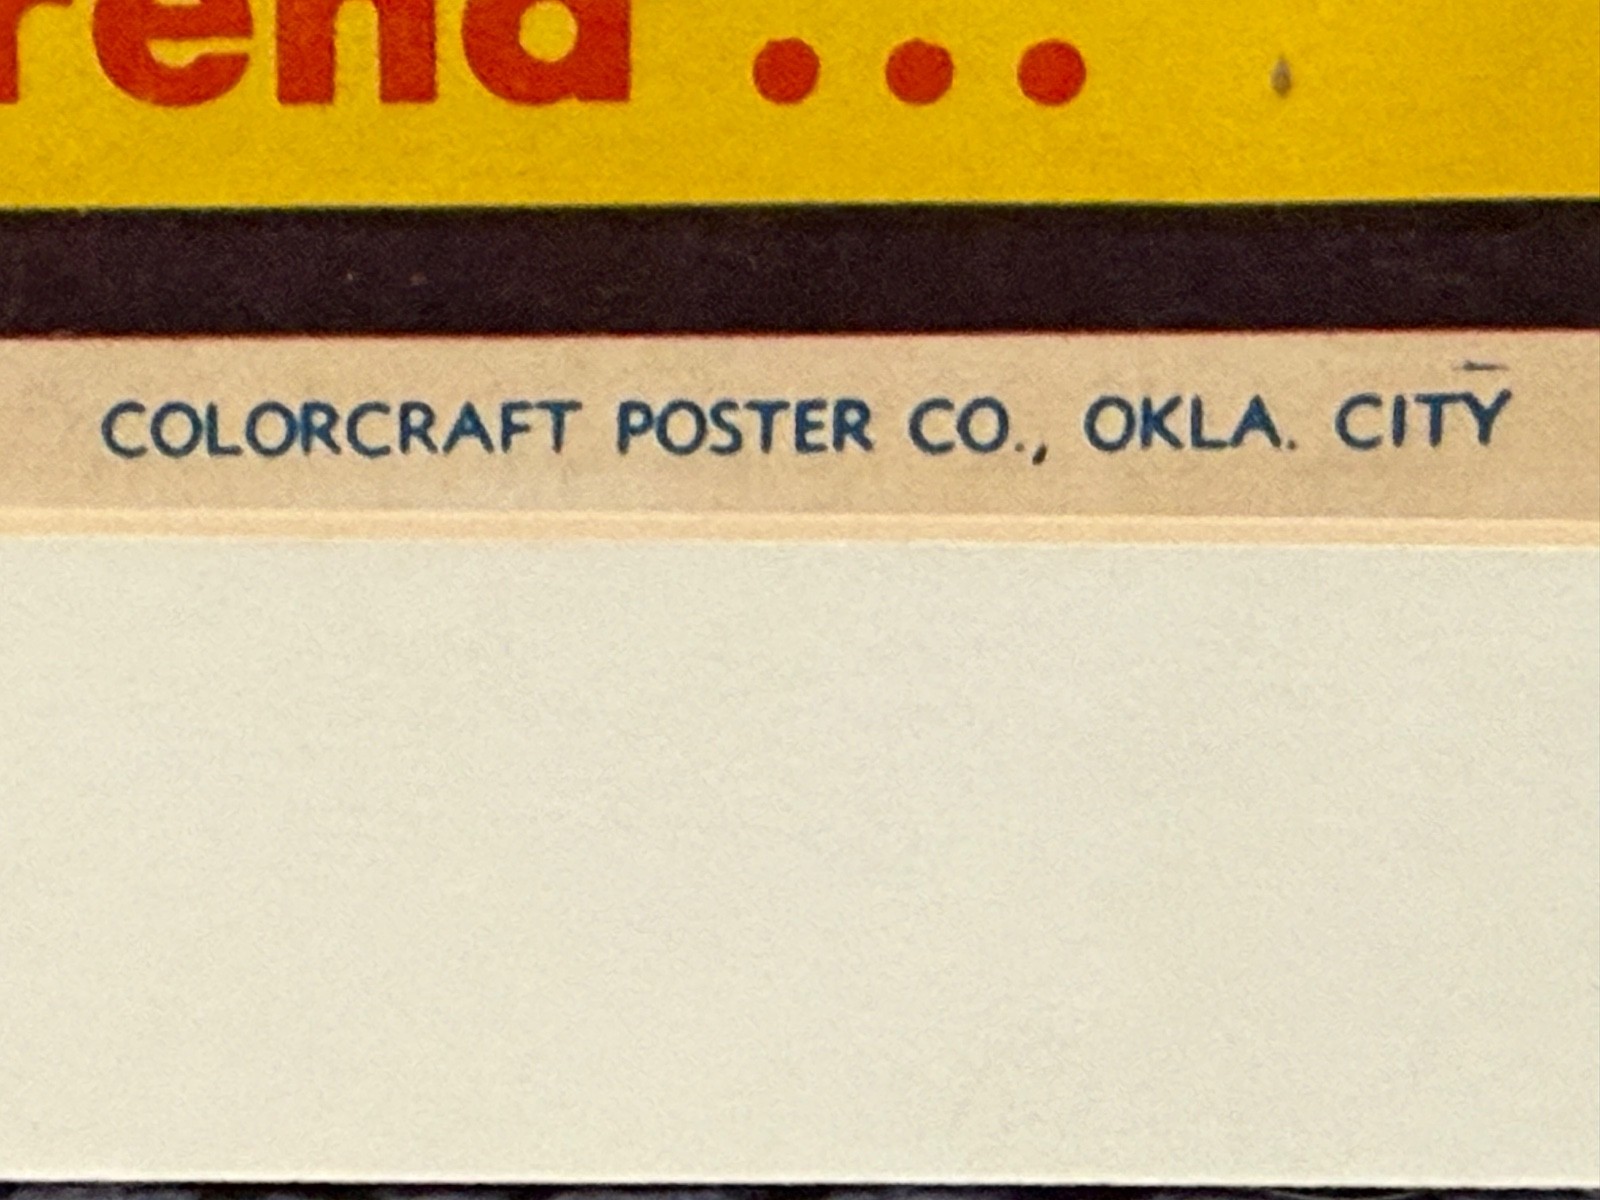 rena ...
COLORCRAFT POSTER CO., OKLA. CITY